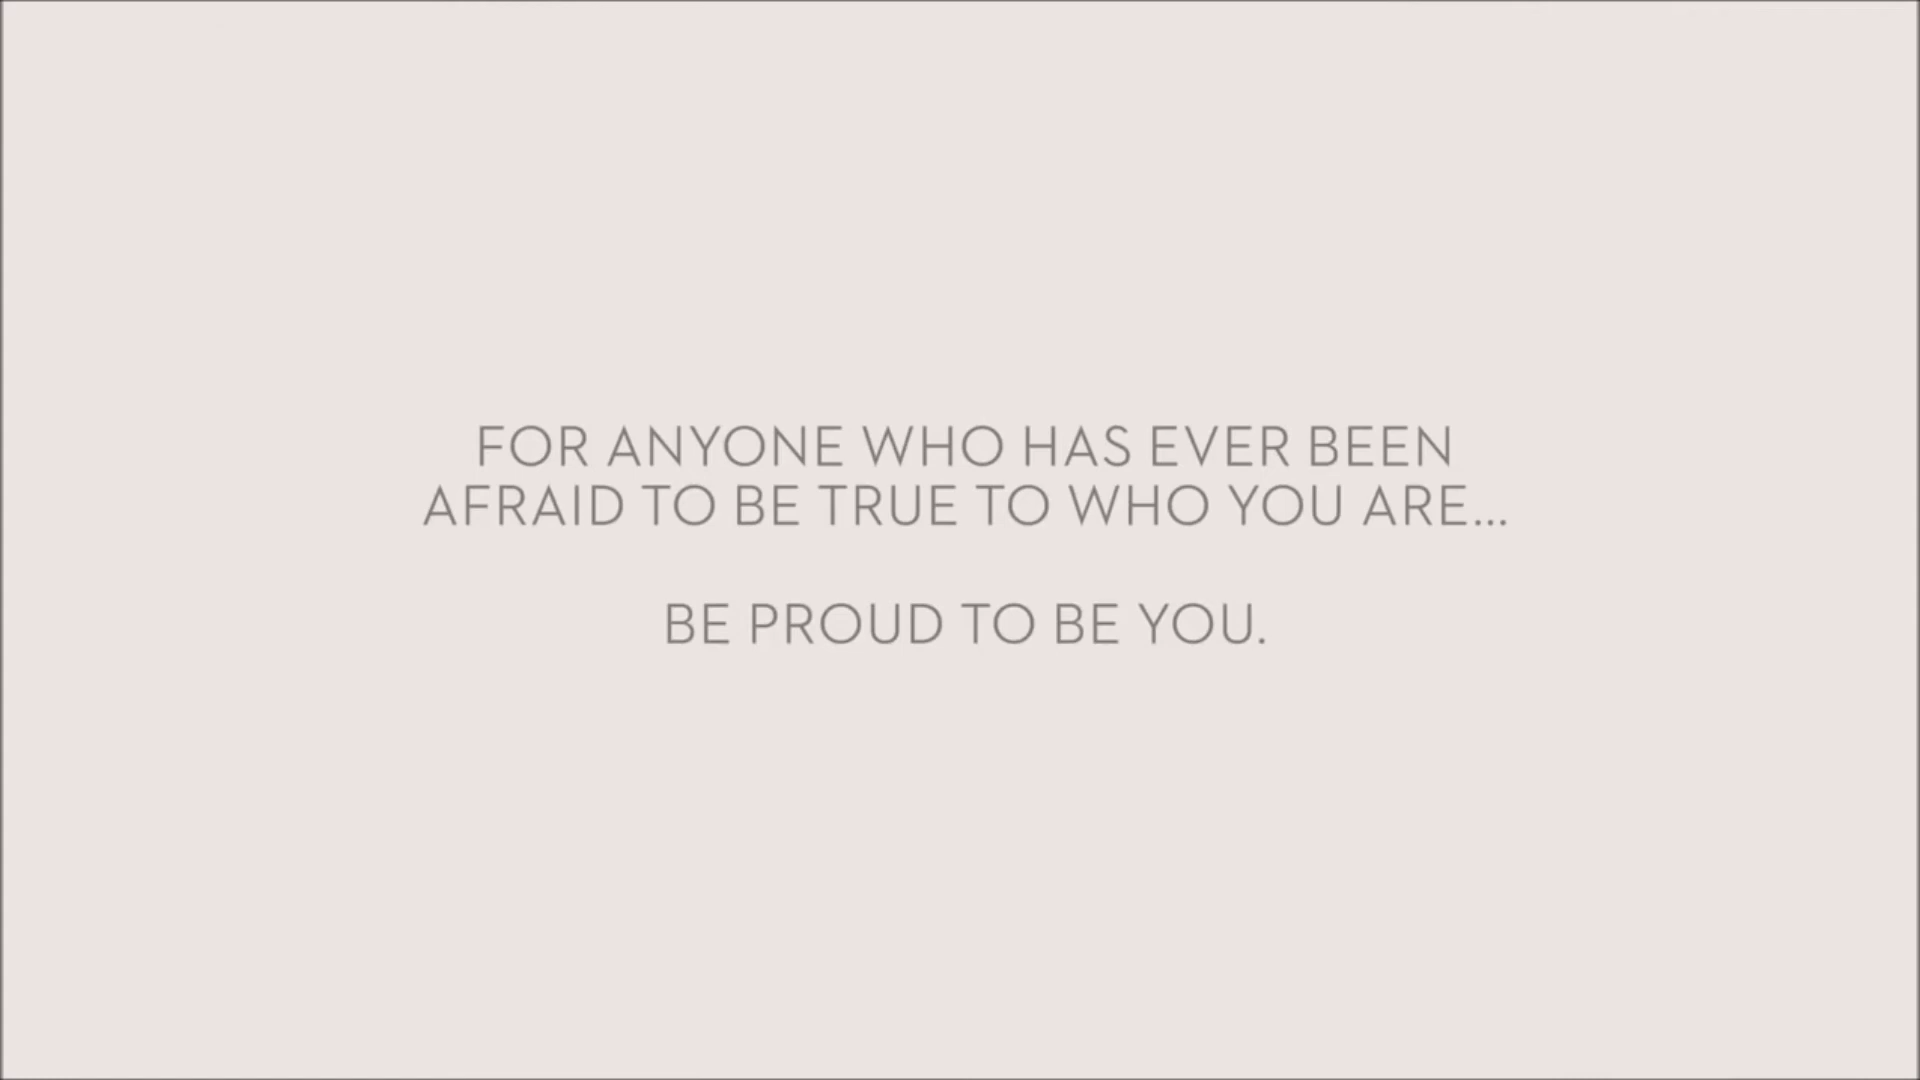 FOR ANYONE WHO HAS EVER BEEN
AFRAID TO BE TRUE TO WHO YOU ARE...
BE PROUD TO BE YOU.